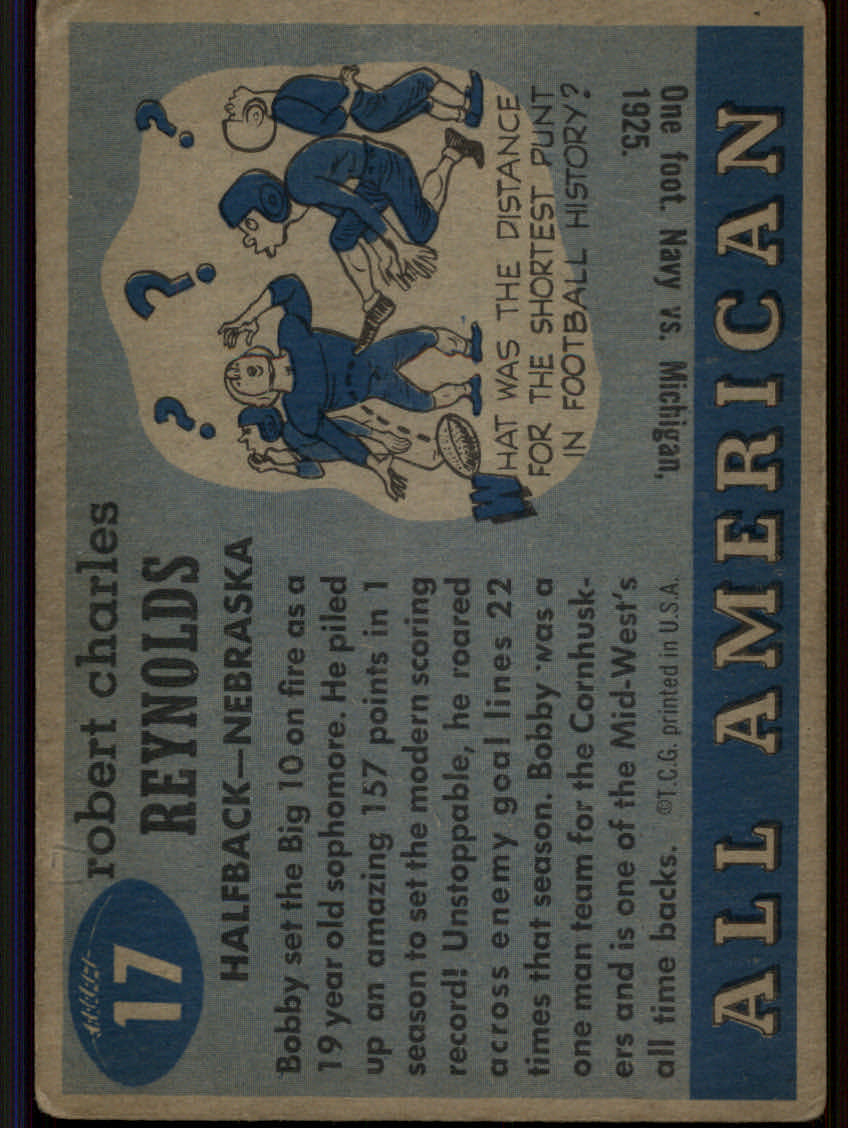 17
robert charles
REYNOLDS
HALFBACK—NEBRASKA
Bobby set the Big 10 on fire as a
19 year old sophomore. He piled
up an amazing 157 points in 1
season to set the modern scoring
record! Unstoppable, he roared
across enemy goal lines 22
times that season. Bobby was a
one man team for the Cornhusk-
ers and is one of the Mid-West's
all time backs. ©T.C.G. printed in U.S.A.
? ? ?
WHAT WAS THE DISTANCE
FOR THE SHORTEST PUNT
IN FOOTBALL HISTORY?
One foot. Navy vs. Michigan,
1925.
ALL AMERICAN